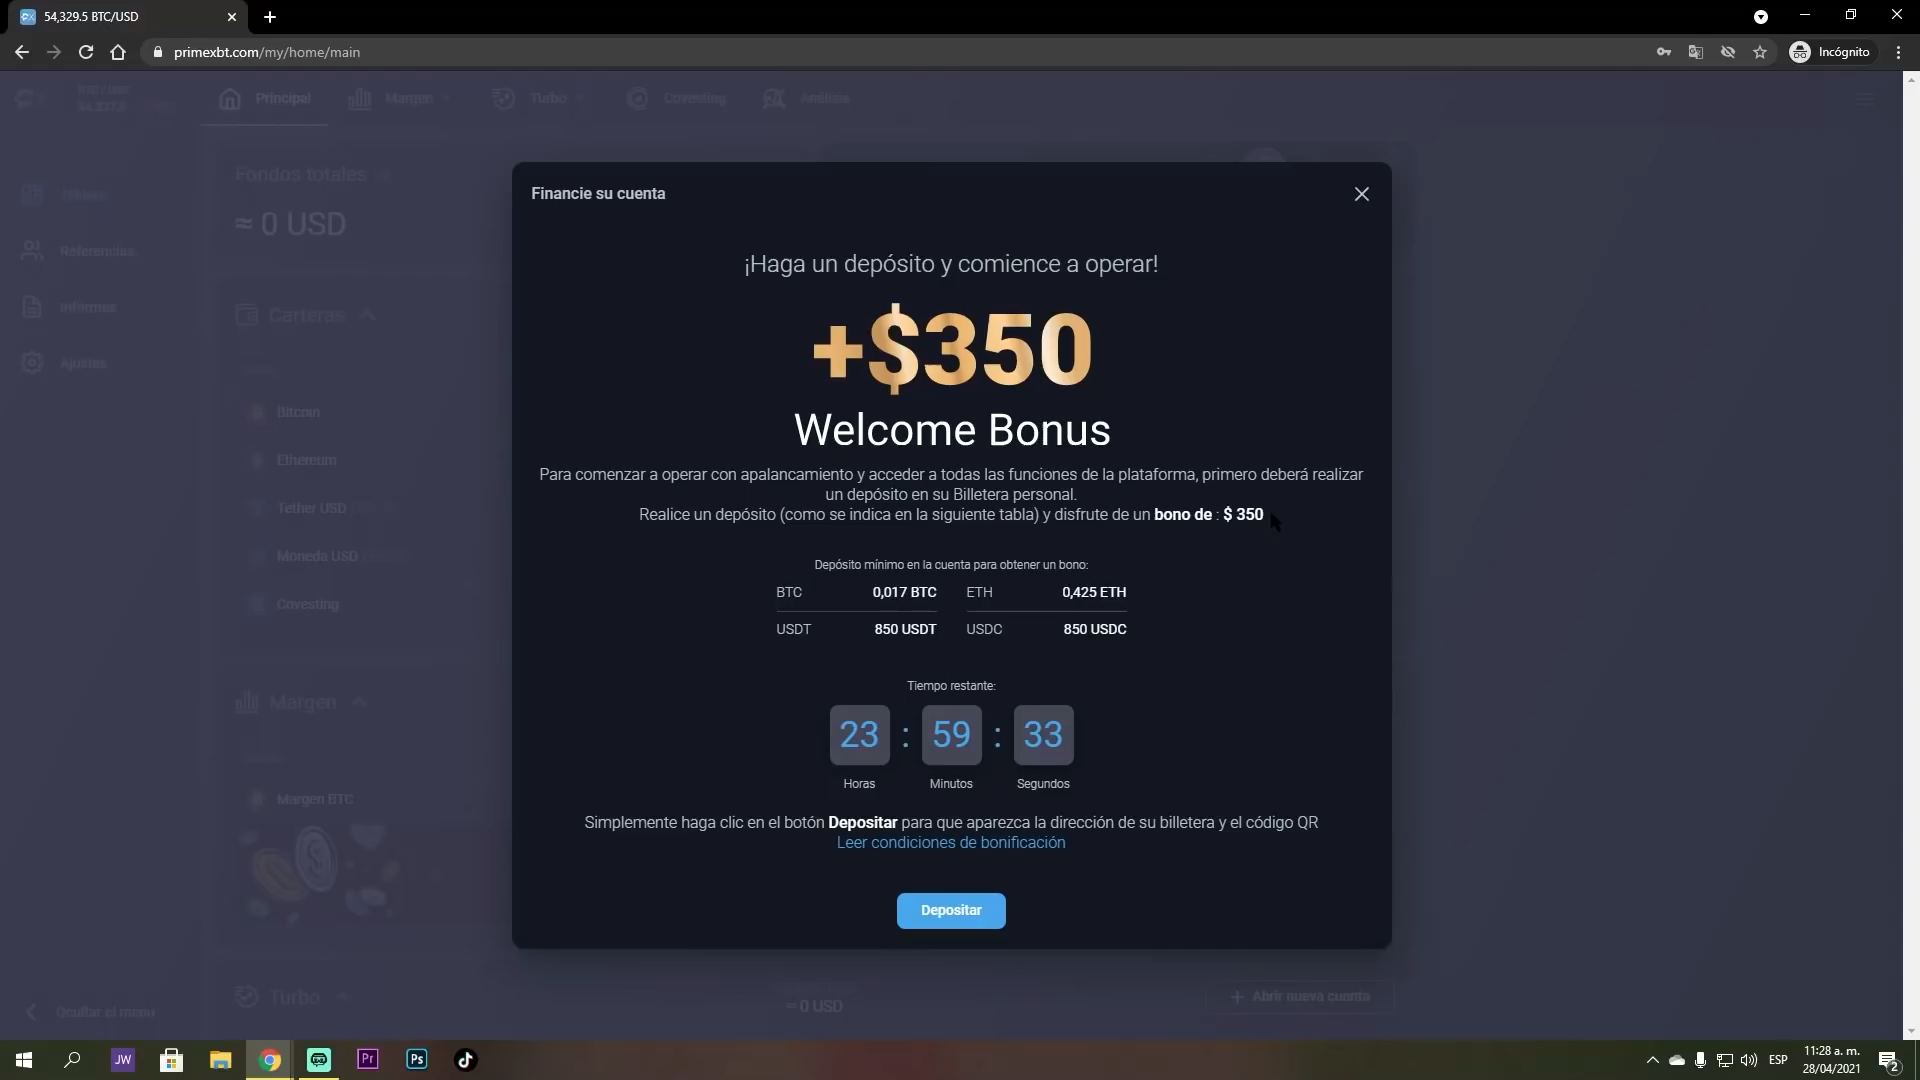 54,329.5 BTC/USD
primexbt.com/my/home/main
Incógnito
Principal
Margen
Turbo
Covesting
Análisis
Fondos totales
≈ 0 USD
Referencias
Informes
Ajustes
Carteras
Bitcoin
Ethereum
Tether USD
Moneda USD
Covesting
Margen
Margen BTC
Turbo
≈ 0 USD
+ Abrir nueva cuenta
Ocultar el menú
Financie su cuenta
¡Haga un depósito y comience a operar!
+$350
Welcome Bonus
Para comenzar a operar con apalancamiento y acceder a todas las funciones de la plataforma, primero deberá realizar
un depósito en su Billetera personal.
Realice un depósito (como se indica en la siguiente tabla) y disfrute de un bono de : $ 350
Depósito mínimo en la cuenta para obtener un bono:
BTC 0,017 BTC ETH 0,425 ETH
USDT 850 USDT USDC 850 USDC
Tiempo restante:
23 : 59 : 33
Horas Minutos Segundos
Simplemente haga clic en el botón Depositar para que aparezca la dirección de su billetera y el código QR
Leer condiciones de bonificación
Depositar
JW
Pr
Ps
ESP
11:28 a. m.
28/04/2021
2